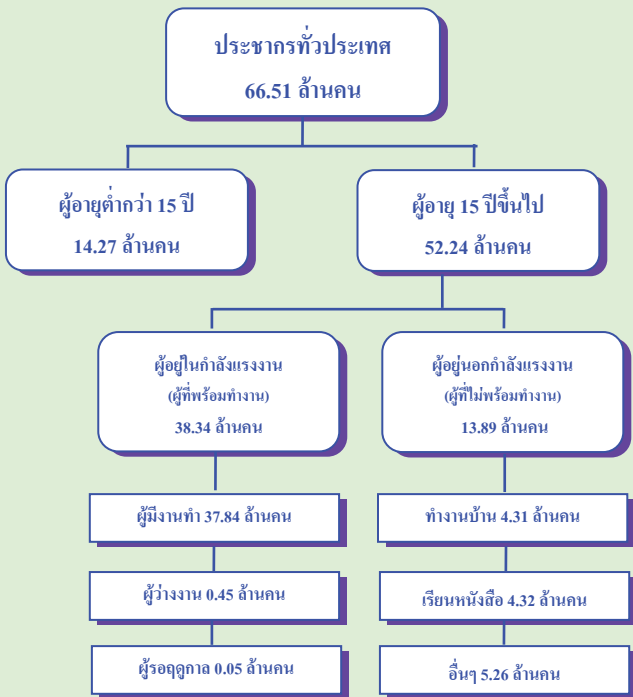 ประชากรทั่วประเทศ
66.51 ล้านคน
ผู้อายุต่ำกว่า 15 ปี
14.27 ล้านคน
ผู้อายุ 15 ปีขึ้นไป
52.24 ล้านคน
ผู้อยู่ในกำลังแรงงาน
(ผู้ที่พร้อมทำงาน)
38.34 ล้านคน
ผู้อยู่นอกกำลังแรงงาน
(ผู้ที่ไม่พร้อมทำงาน)
13.89 ล้านคน
ผู้มีงานทำ 37.84 ล้านคน
ทำงานบ้าน 4.31 ล้านคน
ผู้ว่างงาน 0.45 ล้านคน
เรียนหนังสือ 4.32 ล้านคน
ผู้รอฤดูกาล 0.05 ล้านคน
อื่นๆ 5.26 ล้านคน